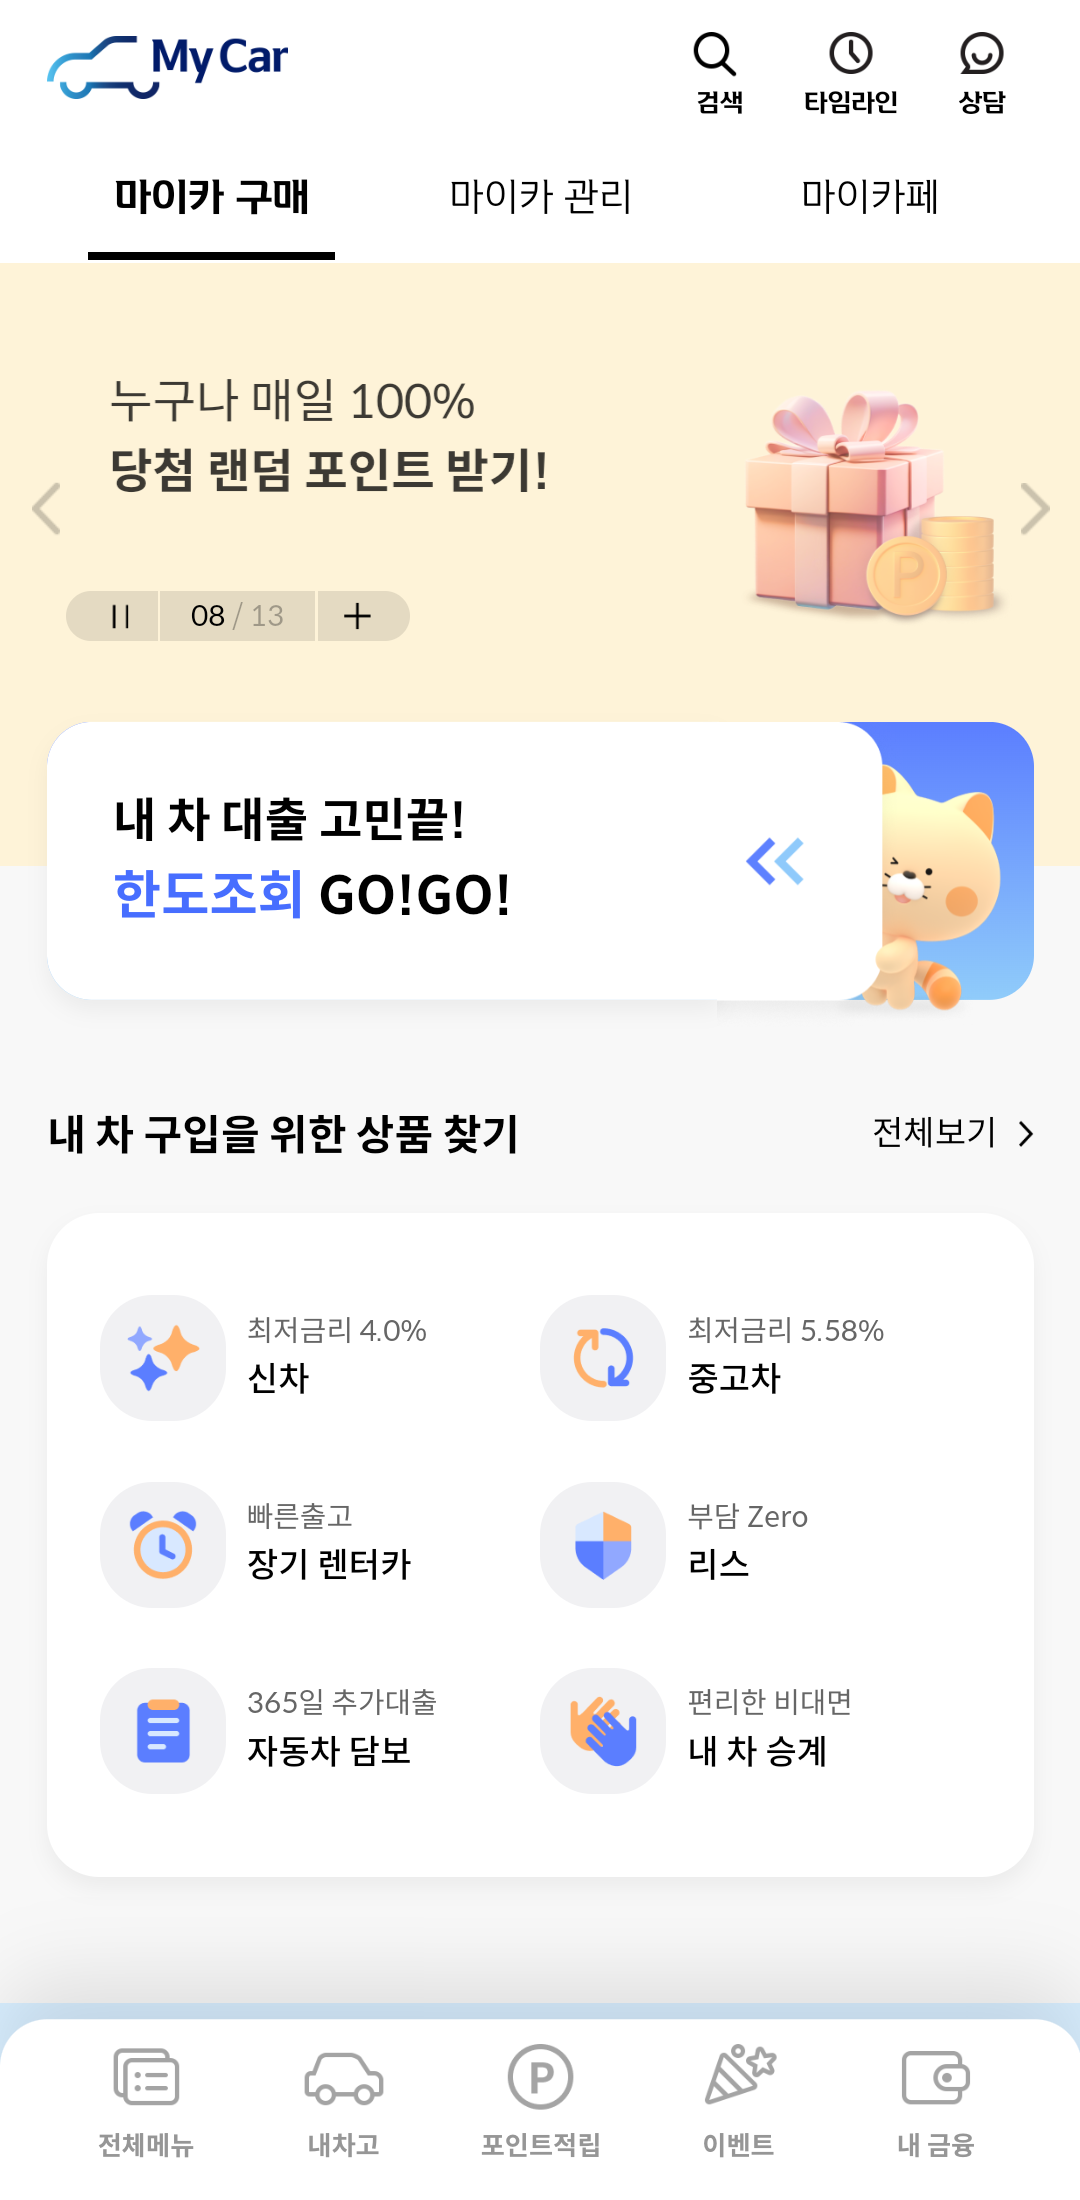 My Car
검색
타임라인
상담
마이카 구매
마이카 관리
마이카페
누구나 매일 100%
당첨 랜덤 포인트 받기!
P
08 / 13
내 차 대출 고민끝!
한도조회 GO!GO!
내 차 구입을 위한 상품 찾기
전체보기
최저금리 4.0%
신차
최저금리 5.58%
중고차
빠른출고
장기 렌터카
부담 Zero
리스
365일 추가대출
자동차 담보
편리한 비대면
내 차 승계
P
전체메뉴
내차고
포인트적립
이벤트
내 금융